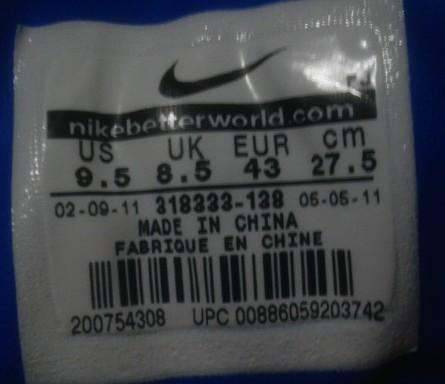 nikebetterworld.com
US UK EUR cm
9.5 8.5 43 27.5
02-09-11 318333-138 05-05-11
MADE IN CHINA
FABRIQUE EN CHINE
200754308 UPC 00886059203742